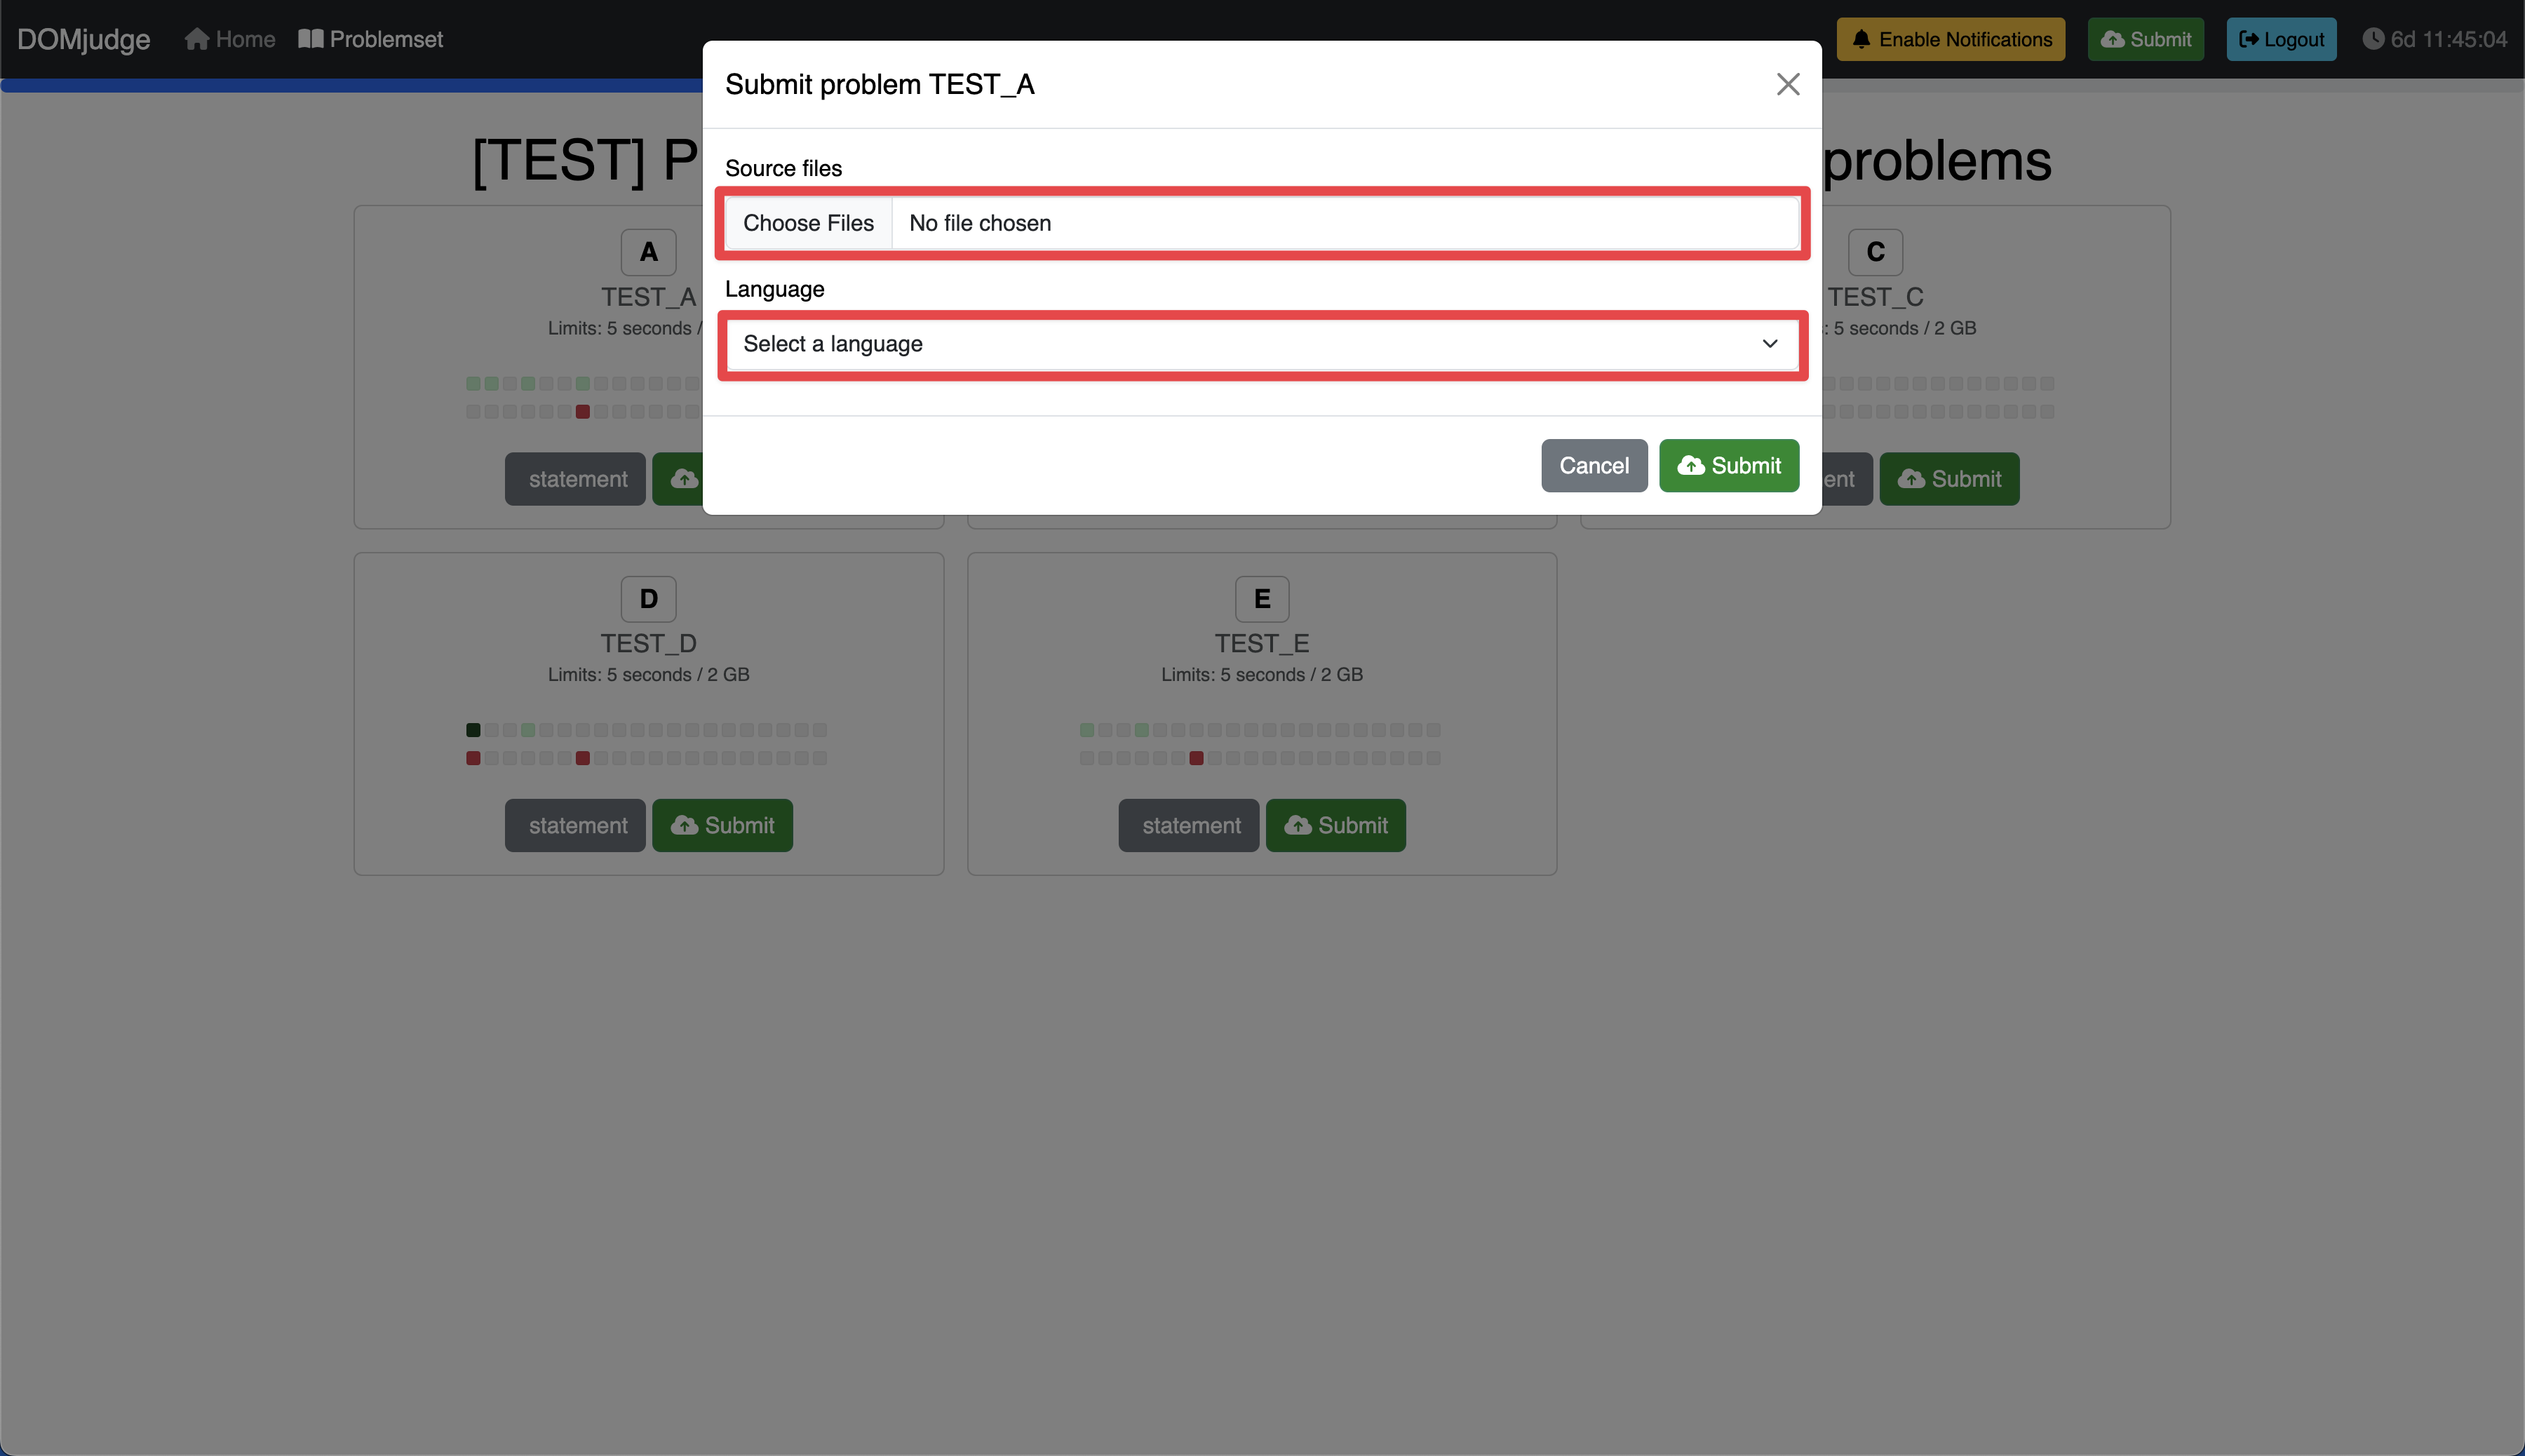 DOMjudge Home Problemset Enable Notifications Submit Logout 6d 11:45:04
Submit problem TEST_A
[TEST] P problems
Source files
Choose Files No file chosen
Language
Select a language
Cancel Submit
A
TEST_A
Limits: 5 seconds /
statement
C
TEST_C
: 5 seconds / 2 GB
ent Submit
D
TEST_D
Limits: 5 seconds / 2 GB
statement Submit
E
TEST_E
Limits: 5 seconds / 2 GB
statement Submit